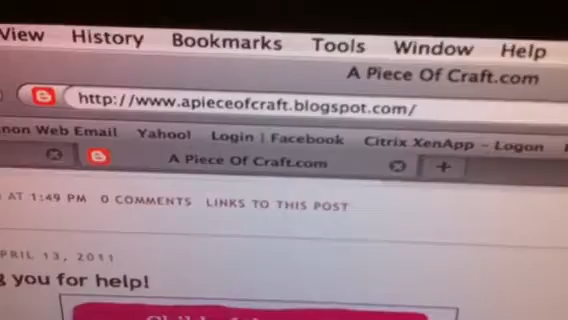 View History Bookmarks Tools Window Help
A Piece Of Craft.com
http://www.apieceofcraft.blogspot.com/
Web Email Yahoo! Login | Facebook Citrix XenApp - Logon
A Piece Of Craft.com
AT 1:49 PM 0 COMMENTS LINKS TO THIS POST
APRIL 13, 2011
you for help!